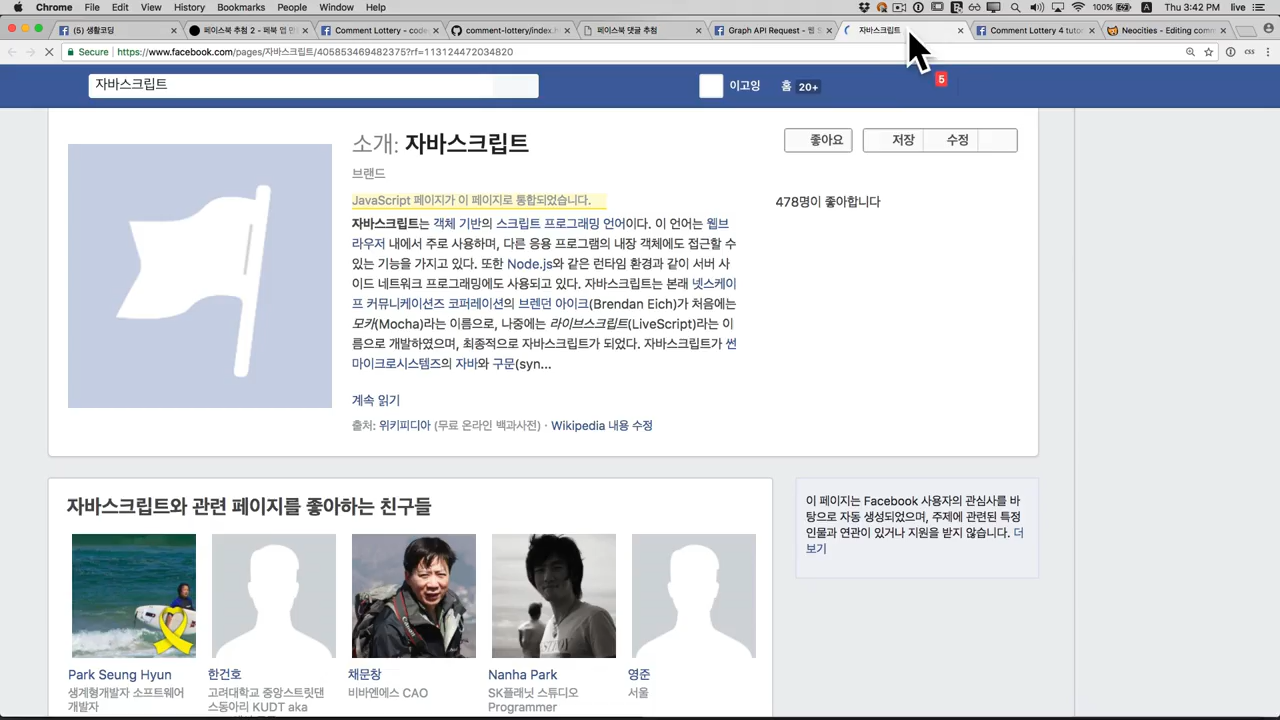 Chrome File Edit View History Bookmarks People Window Help 100% Thu 3:42 PM live
(5) 생활코딩
페이스북 추첨 2 - 퍼북 앱 만
Comment Lottery - code
comment-lottery/index.h
페이스북 댓글 추첨
Graph API Request - 웹 S
자바스크립트
Comment Lottery 4 tutor
Neocities - Editing comm
Secure https://www.facebook.com/pages/자바스크립트/405853469482375?rf=113124472034820
자바스크립트
이고잉 홈 20+ 5
소개: 자바스크립트
좋아요 저장 수정
브랜드
JavaScript 페이지가 이 페이지로 통합되었습니다.
478명이 좋아합니다
자바스크립트는 객체 기반의 스크립트 프로그래밍 언어이다. 이 언어는 웹브
라우저 내에서 주로 사용하며, 다른 응용 프로그램의 내장 객체에도 접근할 수
있는 기능을 가지고 있다. 또한 Node.js와 같은 런타임 환경과 같이 서버 사
이드 네트워크 프로그래밍에도 사용되고 있다. 자바스크립트는 본래 넷스케이
프 커뮤니케이션즈 코퍼레이션의 브렌던 아이크(Brendan Eich)가 처음에는
모카(Mocha)라는 이름으로, 나중에는 라이브스크립트(LiveScript)라는 이
름으로 개발하였으며, 최종적으로 자바스크립트가 되었다. 자바스크립트가 썬
마이크로시스템즈의 자바와 구문(syn...
계속 읽기
출처: 위키피디아 (무료 온라인 백과사전) · Wikipedia 내용 수정
자바스크립트와 관련 페이지를 좋아하는 친구들
이 페이지는 Facebook 사용자의 관심사를 바
탕으로 자동 생성되었으며, 주제에 관련된 특정
인물과 연관이 있거나 지원을 받지 않습니다. 더
보기
Park Seung Hyun
생계형개발자 소프트웨어
개발자
한건호
고려대학교 중앙스트릿댄
스동아리 KUDT aka
채문창
비바엔에스 CAO
Nanha Park
SK플래닛 스튜디오
Programmer
영준
서울